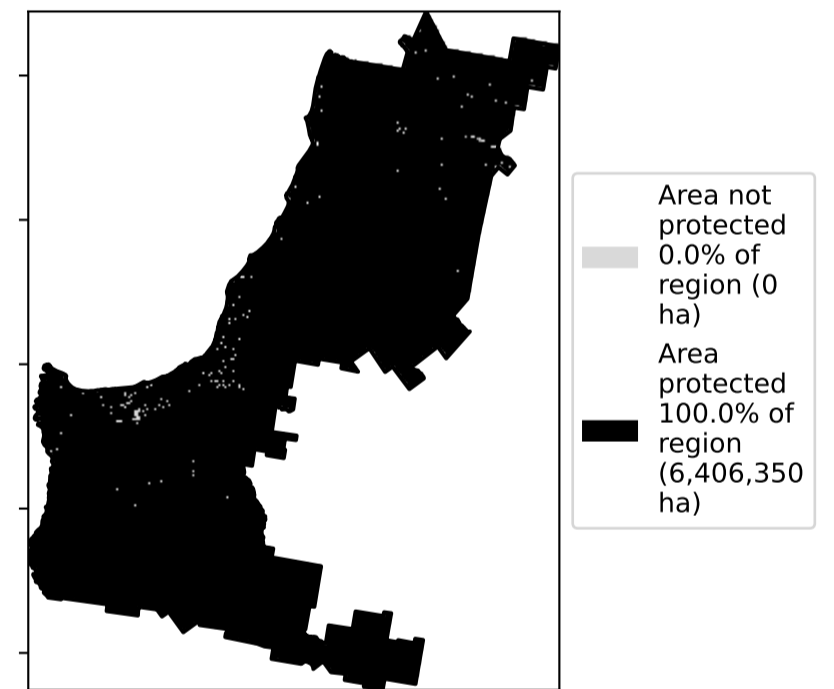 Area not
protected
0.0% of
region (0
ha)
Area
protected
100.0% of
region
(6,406,350
ha)